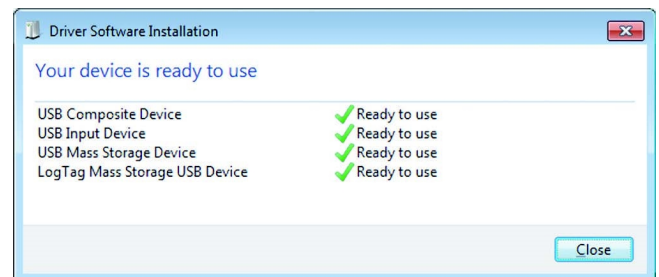 Driver Software Installation
Your device is ready to use
USB Composite Device Ready to use
USB Input Device Ready to use
USB Mass Storage Device Ready to use
LogTag Mass Storage USB Device Ready to use
Close